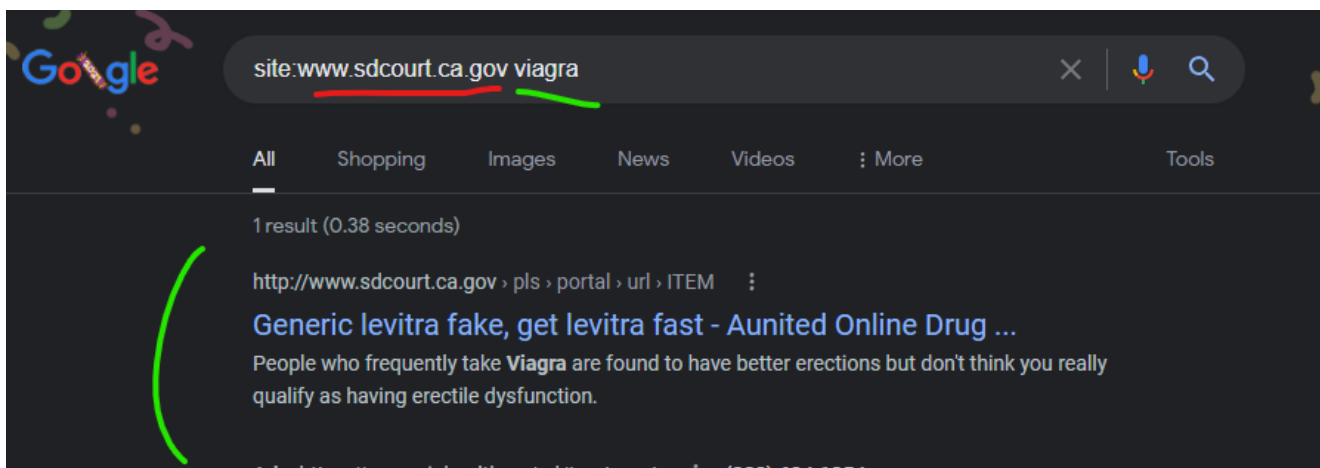 Google
site:www.sdcourt.ca.gov viagra
All Shopping Images News Videos More Tools
1 result (0.38 seconds)
http://www.sdcourt.ca.gov › pls › portal › url › ITEM
Generic levitra fake, get levitra fast - Aunited Online Drug ...
People who frequently take Viagra are found to have better erections but don't think you really
qualify as having erectile dysfunction.